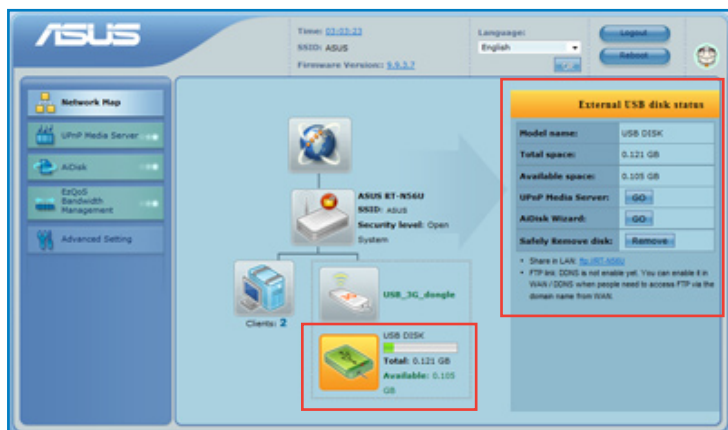 ASUS
Time: 03:03:23
SSID: ASUS
Firmware Version: 9.9.3.7
Language:
English
Logout
Reboot
Network Map
UPnP Media Server
AiDisk
EzQoS
Bandwidth
Management
Advanced Setting
ASUS RT-N56U
SSID: ASUS
Security level: Open
System
Clients: 2
USB_3G_dongle
USB DISK
Total: 0.121 GB
Available: 0.105
GB
External USB disk status
Model name: USB DISK
Total space: 0.121 GB
Available space: 0.105 GB
UPnP Media Server: GO
AiDisk Wizard: GO
Safely Remove disk: Remove
• Share in LAN: ftp://RT-N56U
• FTP link: DDNS is not enable yet. You can enable it in
WAN / DDNS when people need to access FTP via the
domain name from WAN.